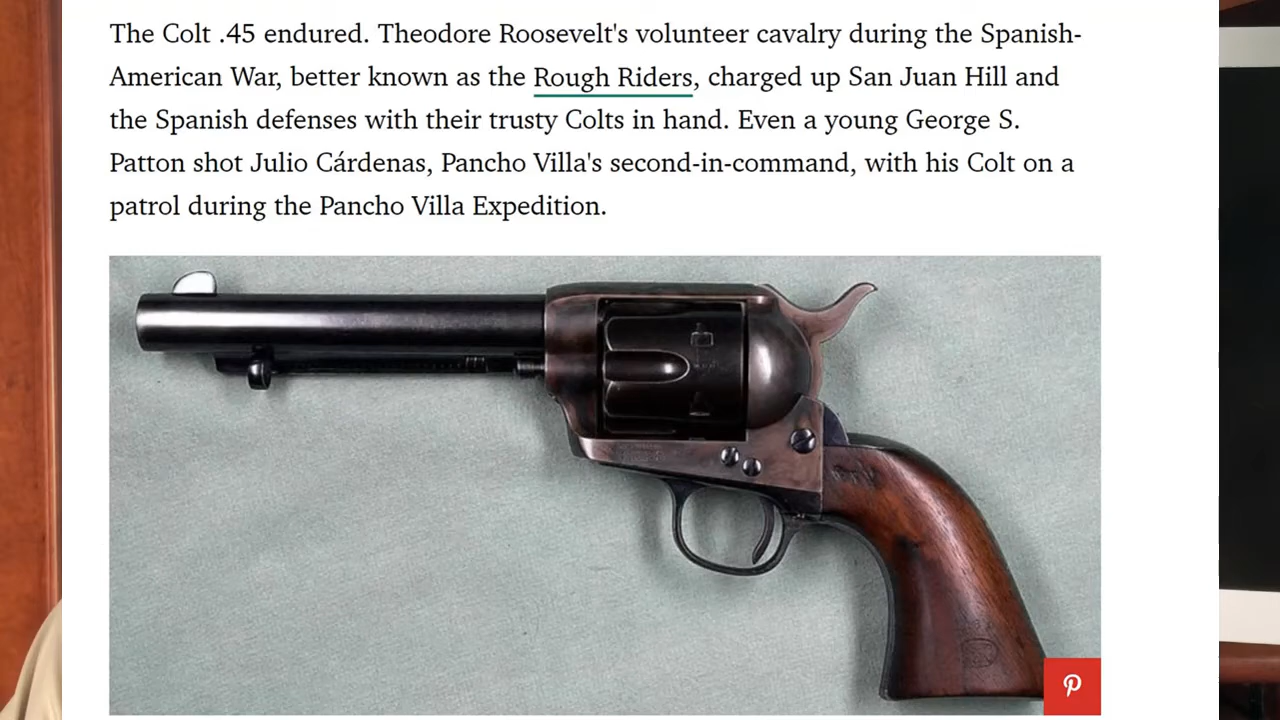 The Colt .45 endured. Theodore Roosevelt's volunteer cavalry during the Spanish-
American War, better known as the Rough Riders, charged up San Juan Hill and
the Spanish defenses with their trusty Colts in hand. Even a young George S.
Patton shot Julio Cárdenas, Pancho Villa's second-in-command, with his Colt on a
patrol during the Pancho Villa Expedition.